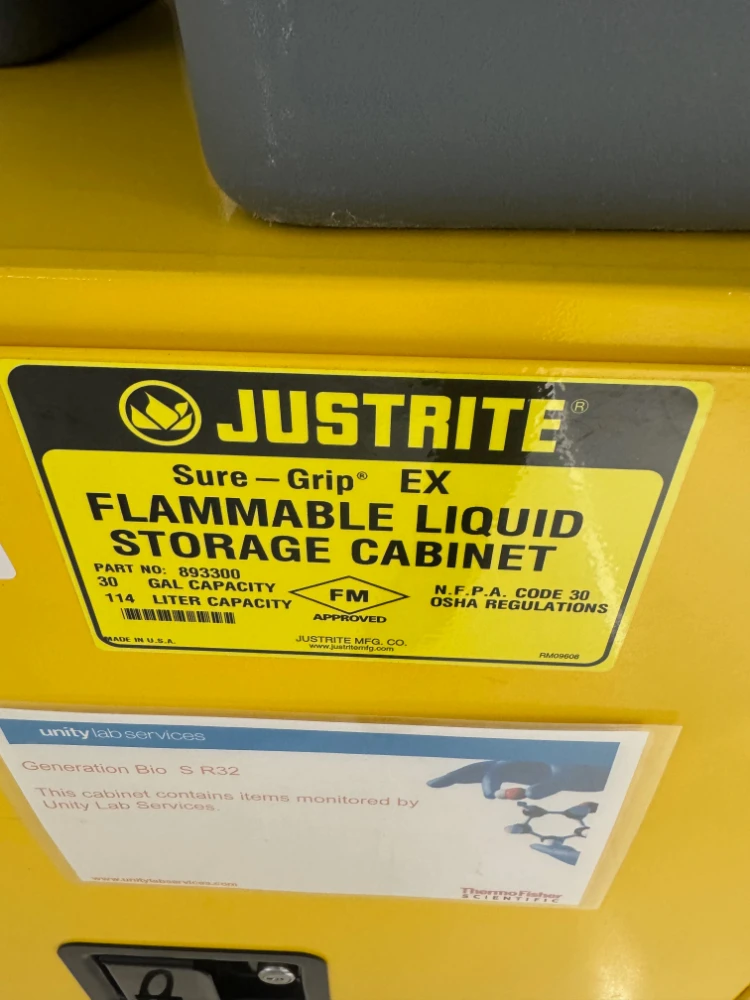 JUSTRITE®
Sure-Grip® EX
FLAMMABLE LIQUID
STORAGE CABINET
PART NO: 893300
30 GAL CAPACITY
114 LITER CAPACITY
FM
APPROVED
N.F.P.A. CODE 30
OSHA REGULATIONS
MADE IN U.S.A.
JUSTRITE MFG. CO.
www.justritemfg.com
RM09608
unity lab services
Generation Bio S R32
This cabinet contains items monitored by
Unity Lab Services.
www.unitylabservices.com
ThermoFisher
SCIENTIFIC